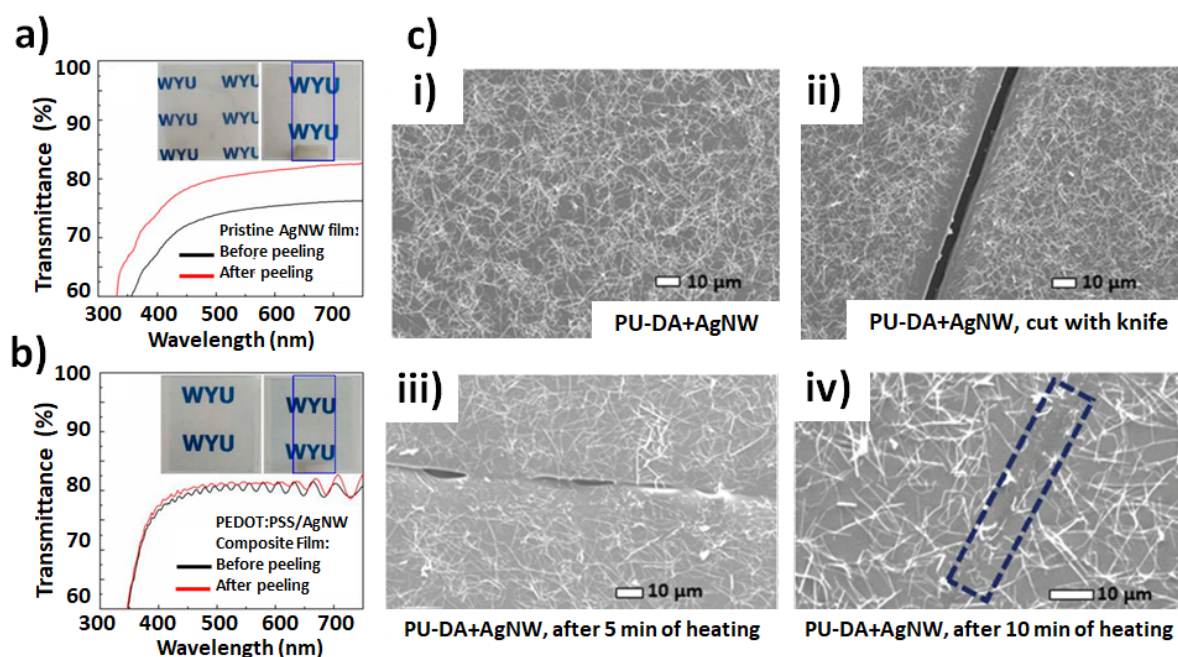 a)
100
90
80
70
60
Transmittance (%)
WYU WYU
WYU WYU
WYU WYU
WYU
WYU
Pristine AgNW film:
Before peeling
After peeling
300 400 500 600 700
Wavelength (nm)
b)
100
90
80
70
60
Transmittance (%)
WYU
WYU
WYU
WYU
PEDOT:PSS/AgNW
Composite Film:
Before peeling
After peeling
300 400 500 600 700
Wavelength (nm)
c)
i)
10 µm
PU-DA+AgNW
ii)
10 µm
PU-DA+AgNW, cut with knife
iii)
10 µm
PU-DA+AgNW, after 5 min of heating
iv)
10 µm
PU-DA+AgNW, after 10 min of heating